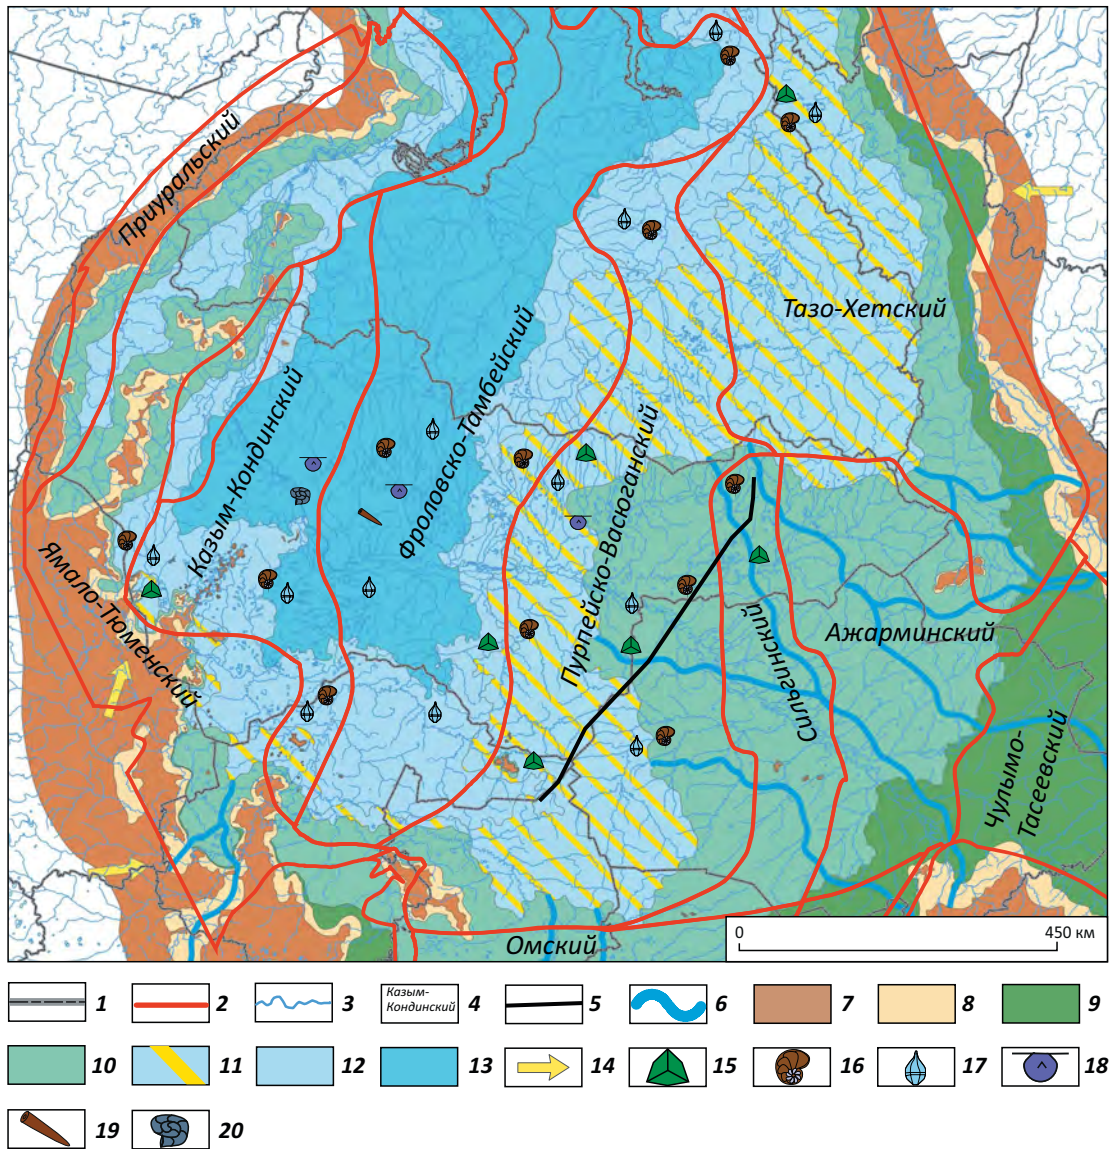 Приуральский
Тазо-Хетский
Казым-Кондинский
Фроловско-Тамбейский
Пурпейско-Васюганский
Ямало-Тюменский
Сильгинский
Ажарминский
Чулымо-
Тасеевский
Омский
0 450 км
1 2 3 Казым-
Кондинский 4 5 6 7 8 9
10 11 12 13 14 15 16 17 18
19 20